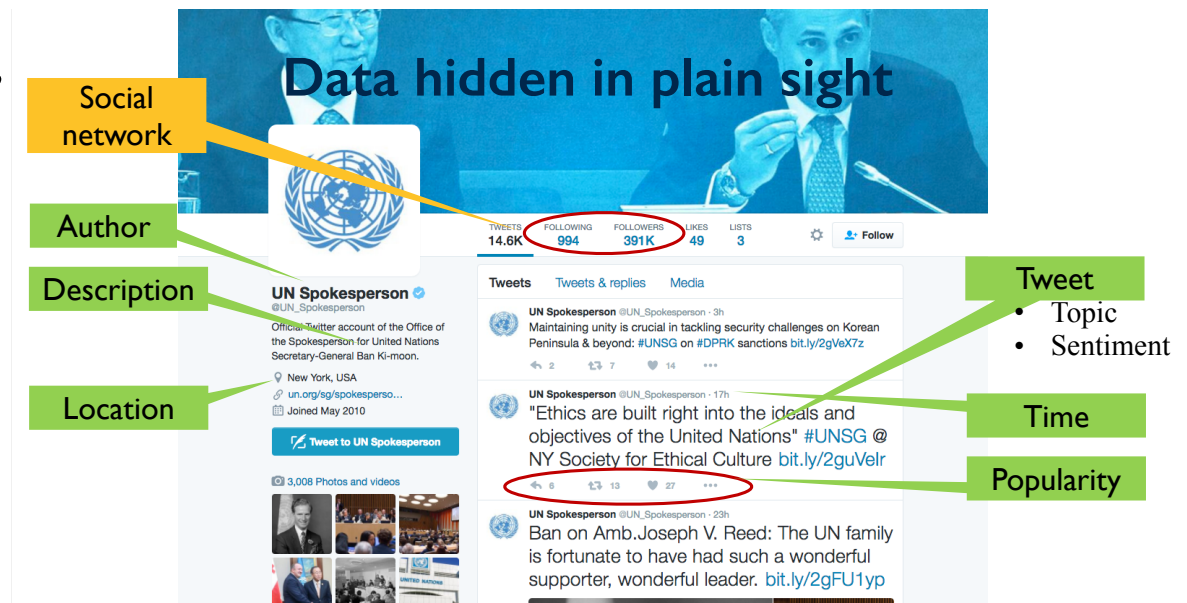 Data hidden in plain sight
Social
network
Author
Description
Location
TWEETS
14.6K
FOLLOWING
994
FOLLOWERS
391K
LIKES
49
LISTS
3
Follow
UN Spokesperson
@UN_Spokesperson
Official Twitter account of the Office of
the Spokesperson for United Nations
Secretary-General Ban Ki-moon.
New York, USA
un.org/sg/spokesperso...
Joined May 2010
Tweet to UN Spokesperson
3,008 Photos and videos
UNITED NATIONS
Tweets Tweets & replies Media
UN Spokesperson @UN_Spokesperson · 3h
Maintaining unity is crucial in tackling security challenges on Korean
Peninsula & beyond: #UNSG on #DPRK sanctions bit.ly/2gVeX7z
2 7 14
UN Spokesperson @UN_Spokesperson · 17h
"Ethics are built right into the ideals and
objectives of the United Nations" #UNSG @
NY Society for Ethical Culture bit.ly/2guVelr
6 13 27
UN Spokesperson @UN_Spokesperson · 23h
Ban on Amb.Joseph V. Reed: The UN family
is fortunate to have had such a wonderful
supporter, wonderful leader. bit.ly/2gFU1yp
Tweet
• Topic
• Sentiment
Time
Popularity